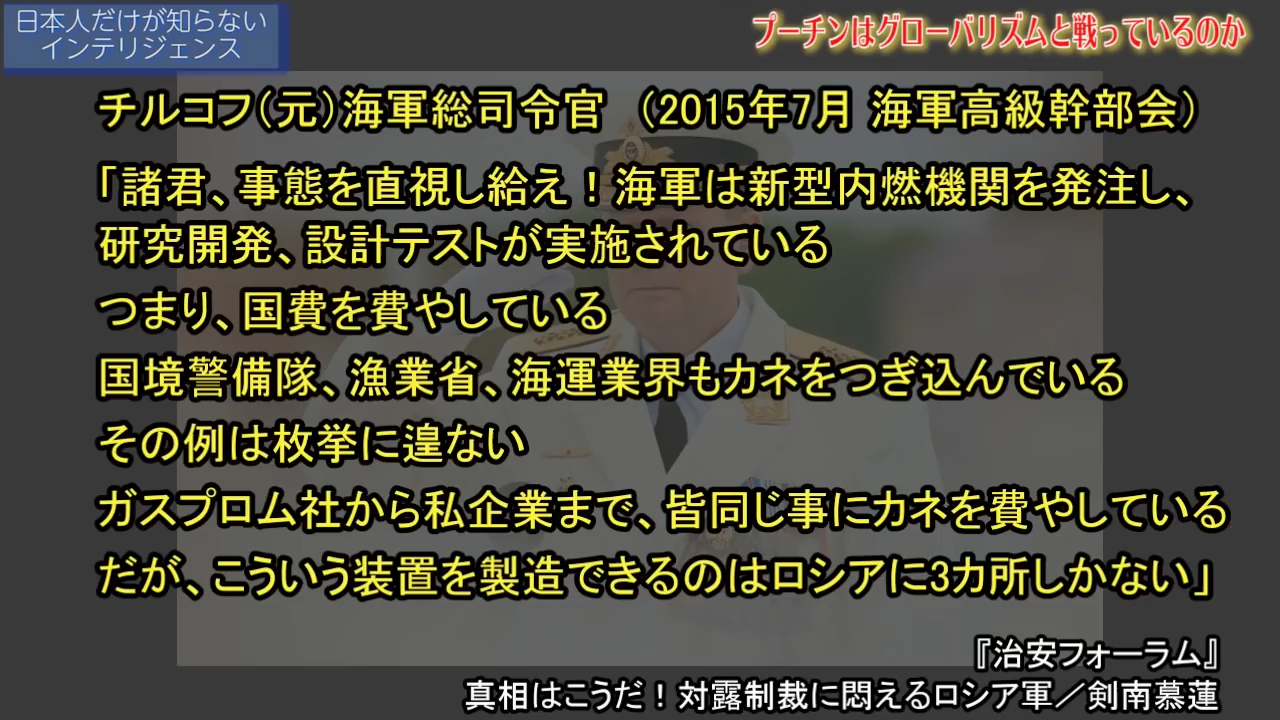 日本人だけが知らない
インテリジェンス
プーチンはグローバリズムと戦っているのか
チルコフ（元）海軍総司令官　（2015年7月 海軍高級幹部会）
「諸君、事態を直視し給え！海軍は新型内燃機関を発注し、
研究開発、設計テストが実施されている
つまり、国費を費やしている
国境警備隊、漁業省、海運業界もカネをつぎ込んでいる
その例は枚挙に遑ない
ガスプロム社から私企業まで、皆同じ事にカネを費やしている
だが、こういう装置を製造できるのはロシアに3カ所しかない」
『治安フォーラム』
真相はこうだ！対露制裁に悶えるロシア軍／剣南慕蓮